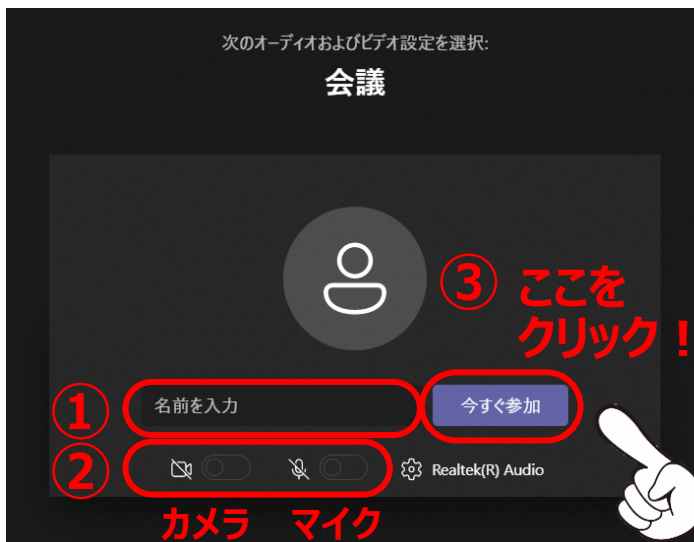 次のオーディオおよびビデオ設定を選択:
会議
③ ここを
クリック！
① 名前を入力 今すぐ参加
② Realtek(R) Audio
カメラ マイク